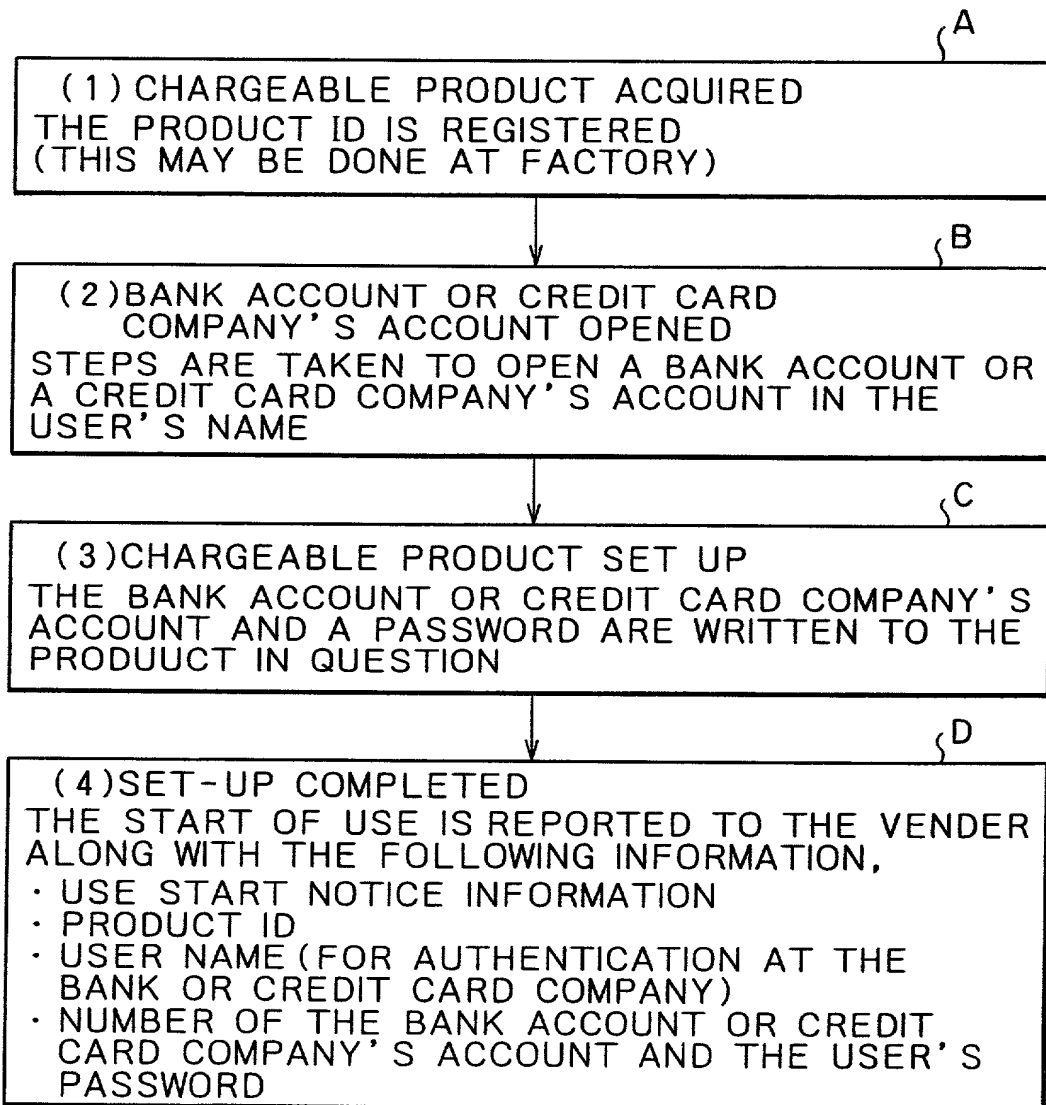 A
(1) CHARGEABLE PRODUCT ACQUIRED
THE PRODUCT ID IS REGISTERED
(THIS MAY BE DONE AT FACTORY)
B
(2) BANK ACCOUNT OR CREDIT CARD
COMPANY'S ACCOUNT OPENED
STEPS ARE TAKEN TO OPEN A BANK ACCOUNT OR
A CREDIT CARD COMPANY'S ACCOUNT IN THE
USER'S NAME
C
(3) CHARGEABLE PRODUCT SET UP
THE BANK ACCOUNT OR CREDIT CARD COMPANY'S
ACCOUNT AND A PASSWORD ARE WRITTEN TO THE
PRODUUCT IN QUESTION
D
(4) SET-UP COMPLETED
THE START OF USE IS REPORTED TO THE VENDER
ALONG WITH THE FOLLOWING INFORMATION.
· USE START NOTICE INFORMATION
· PRODUCT ID
· USER NAME (FOR AUTHENTICATION AT THE
BANK OR CREDIT CARD COMPANY)
· NUMBER OF THE BANK ACCOUNT OR CREDIT
CARD COMPANY'S ACCOUNT AND THE USER'S
PASSWORD